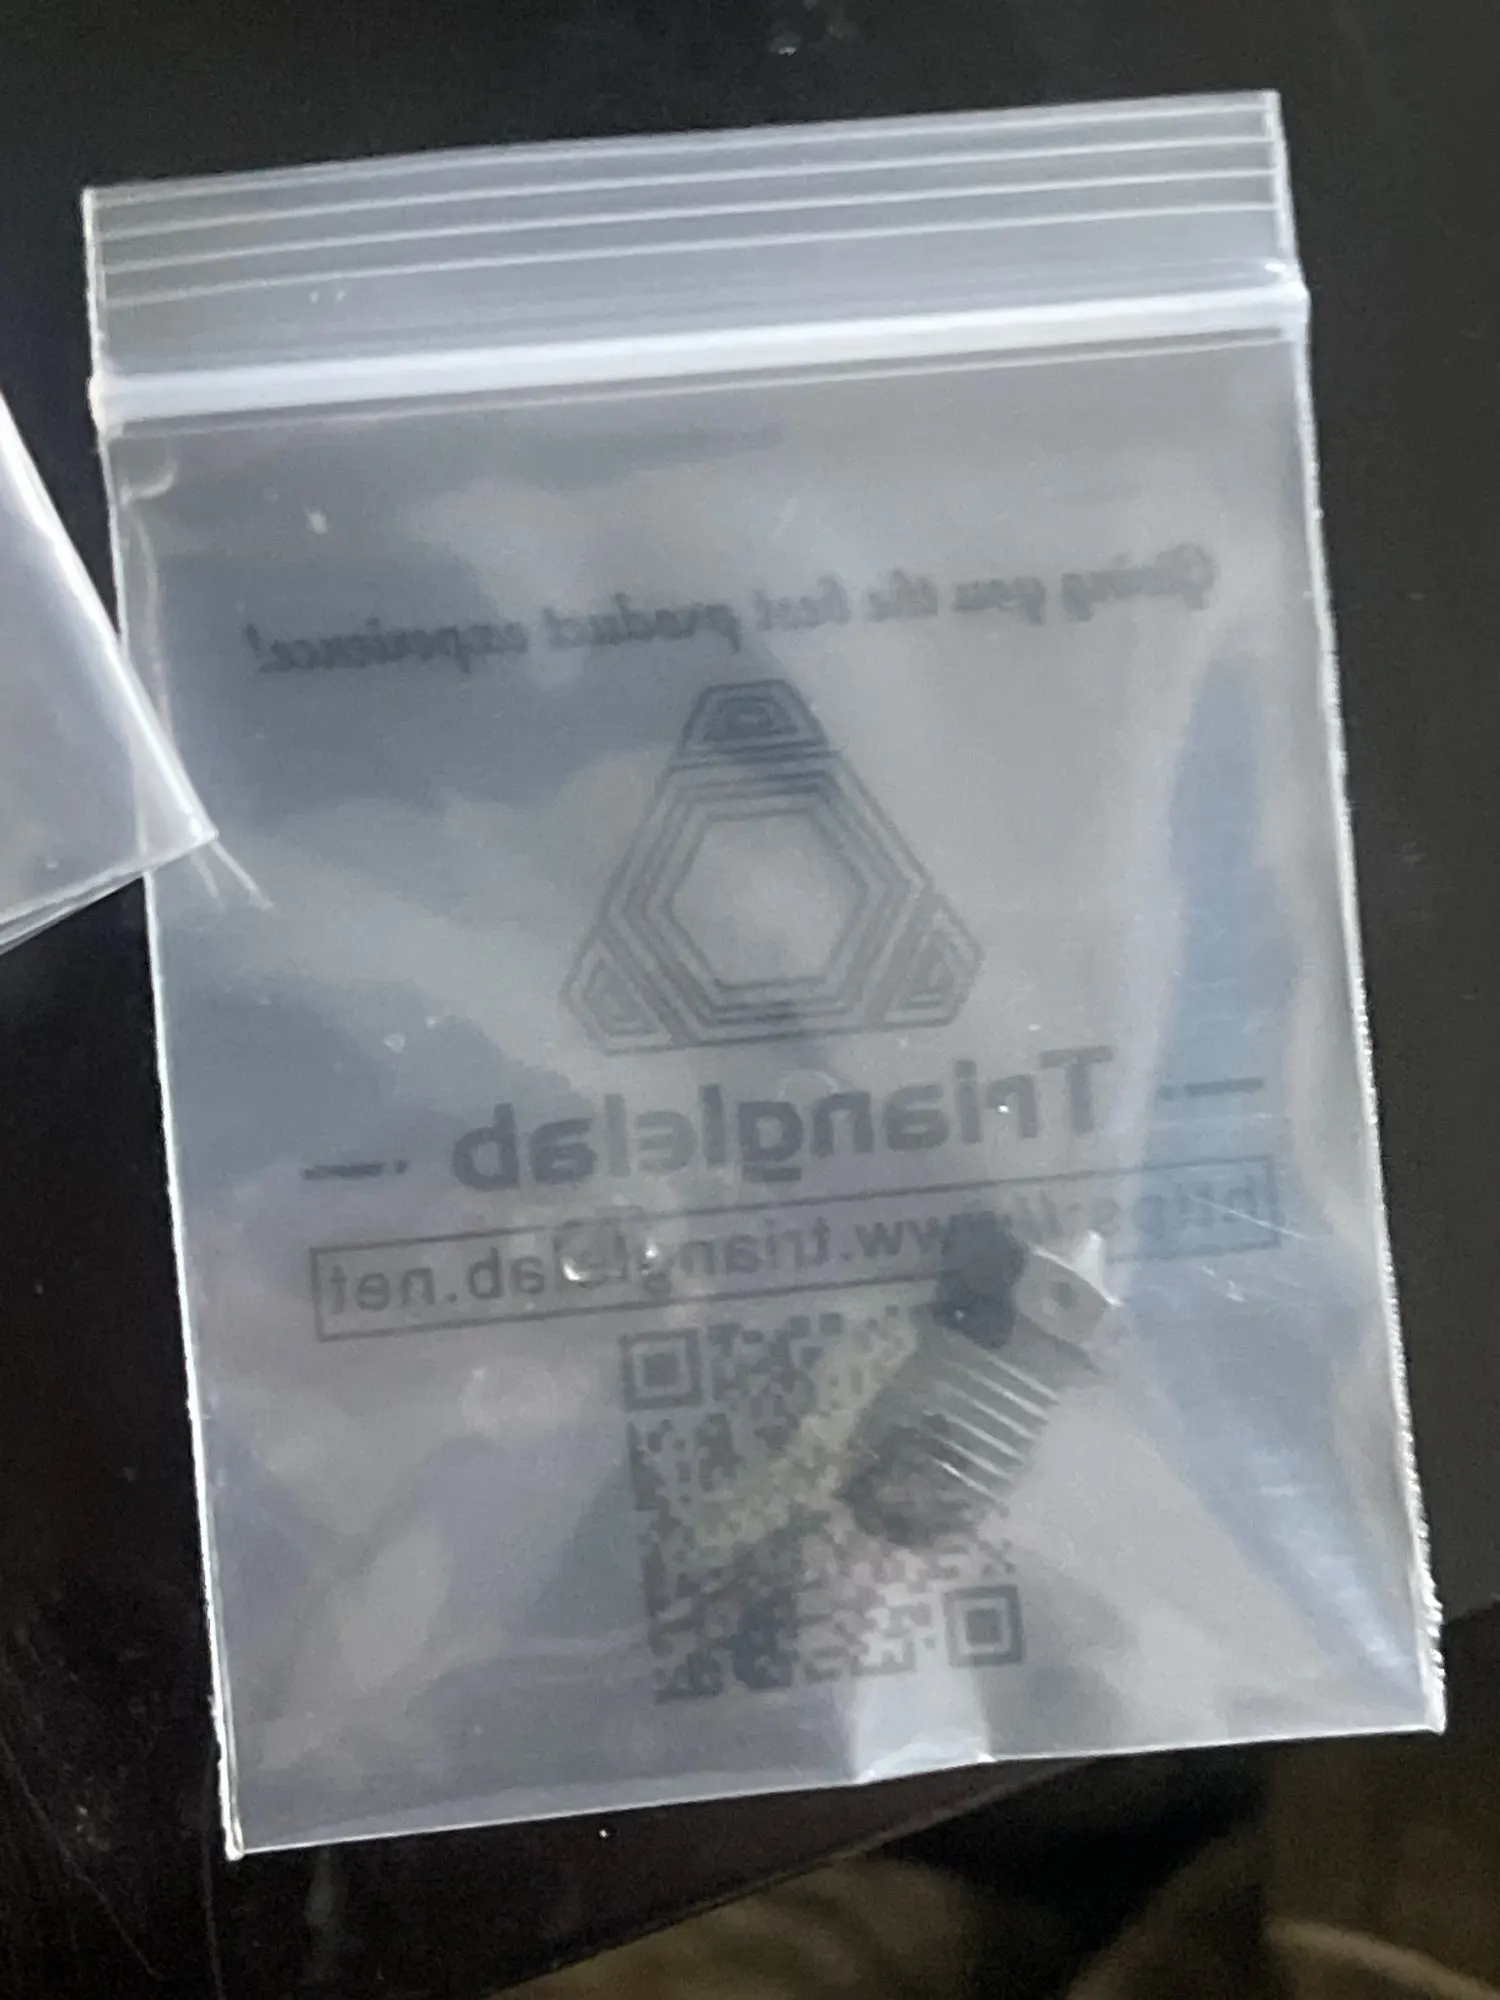 Giving you the best product experience!
Trianglelab
https://www.trianglelab.net